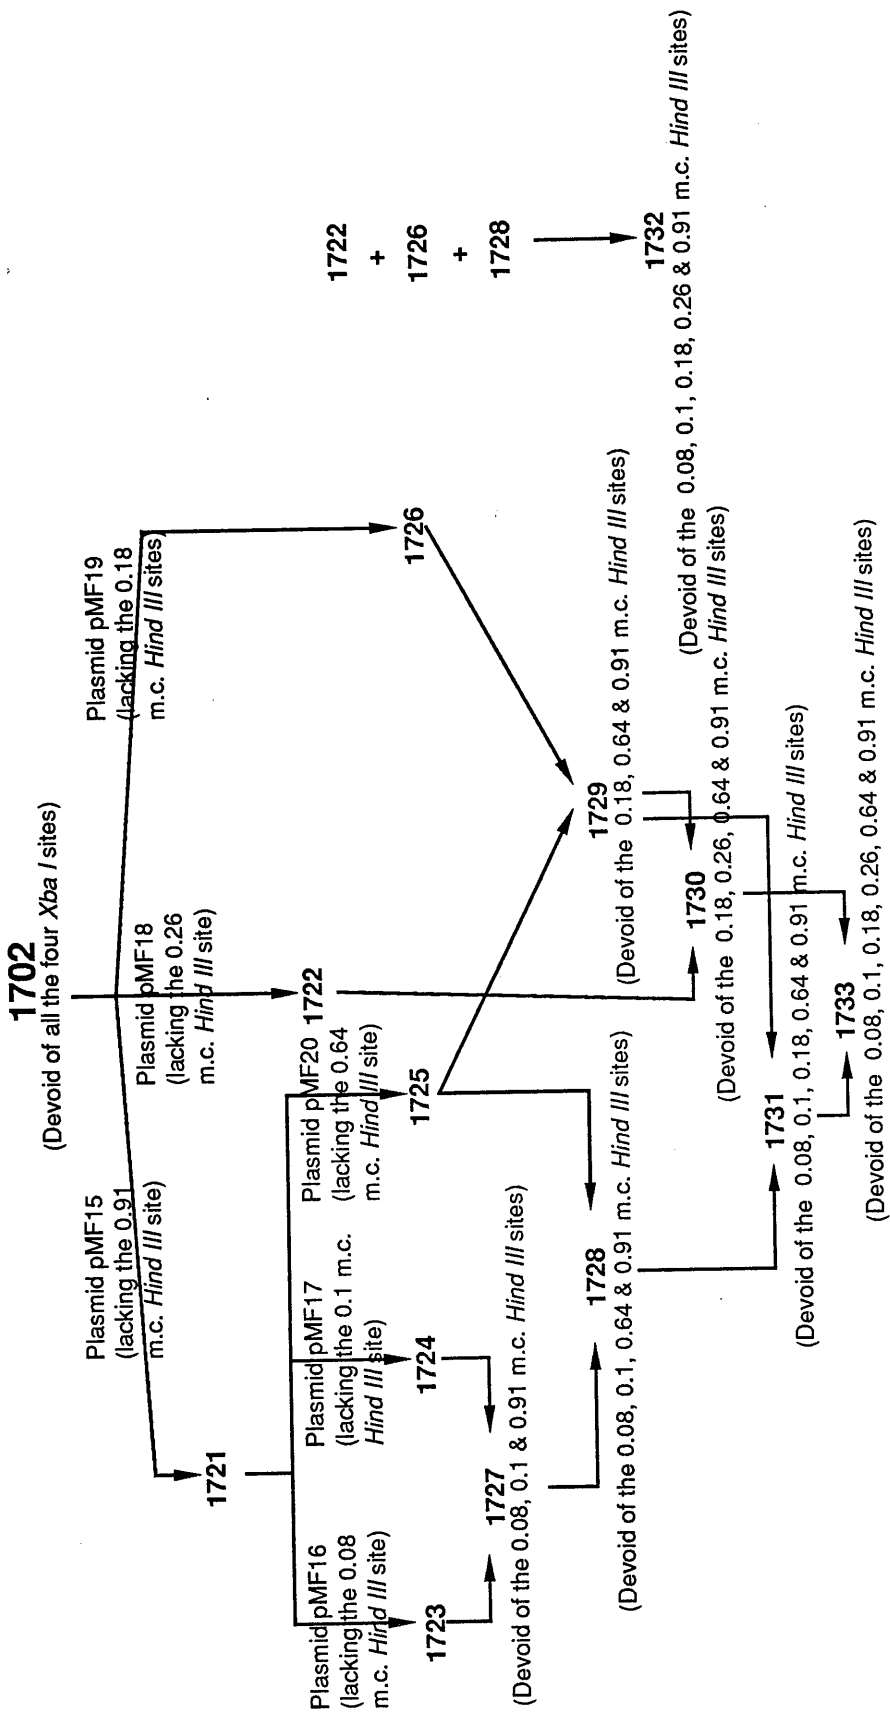 1702
(Devoid of all the four Xba I sites)
Plasmid pMF15
(lacking the 0.91
m.c. Hind III site)
Plasmid pMF18
(lacking the 0.26
m.c. Hind III site)
Plasmid pMF19
(lacking the 0.18
m.c. Hind III sites)
1721
1722
Plasmid pMF16
(lacking the 0.08
m.c. Hind III site)
Plasmid pMF17
(lacking the 0.1 m.c.
Hind III site)
Plasmid pMF20
(lacking the 0.64
m.c. Hind III site)
1723
1724
1725
1726
1722
+
1726
+
1728
1727
(Devoid of the 0.08, 0.1 & 0.91 m.c. Hind III sites)
1728
(Devoid of the 0.08, 0.1, 0.64 & 0.91 m.c. Hind III sites)
1729
(Devoid of the 0.18, 0.64 & 0.91 m.c. Hind III sites)
1732
(Devoid of the 0.08, 0.1, 0.18, 0.26 & 0.91 m.c. Hind III sites)
1730
(Devoid of the 0.18, 0.26, 0.64 & 0.91 m.c. Hind III sites)
1731
(Devoid of the 0.08, 0.1, 0.18, 0.64 & 0.91 m.c. Hind III sites)
1733
(Devoid of the 0.08, 0.1, 0.18, 0.26, 0.64 & 0.91 m.c. Hind III sites)